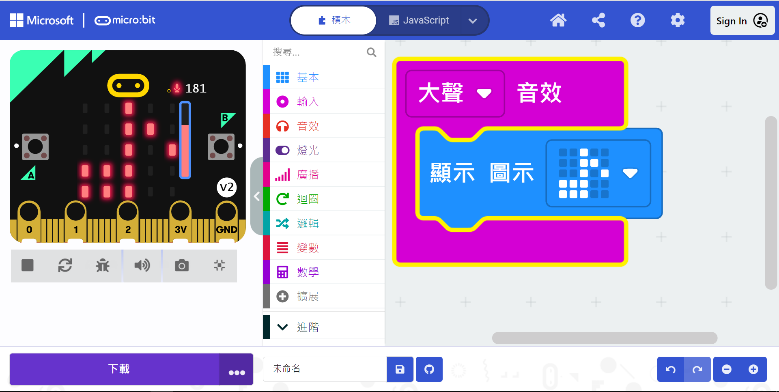 Microsoft
micro:bit
積木
JavaScript
Sign In
搜尋...
基本
輸入
音效
燈光
廣播
迴圈
邏輯
變數
數學
擴展
進階
181
B
A
V2
0 1 2 3V GND
大聲 音效
顯示 圖示
下載
未命名